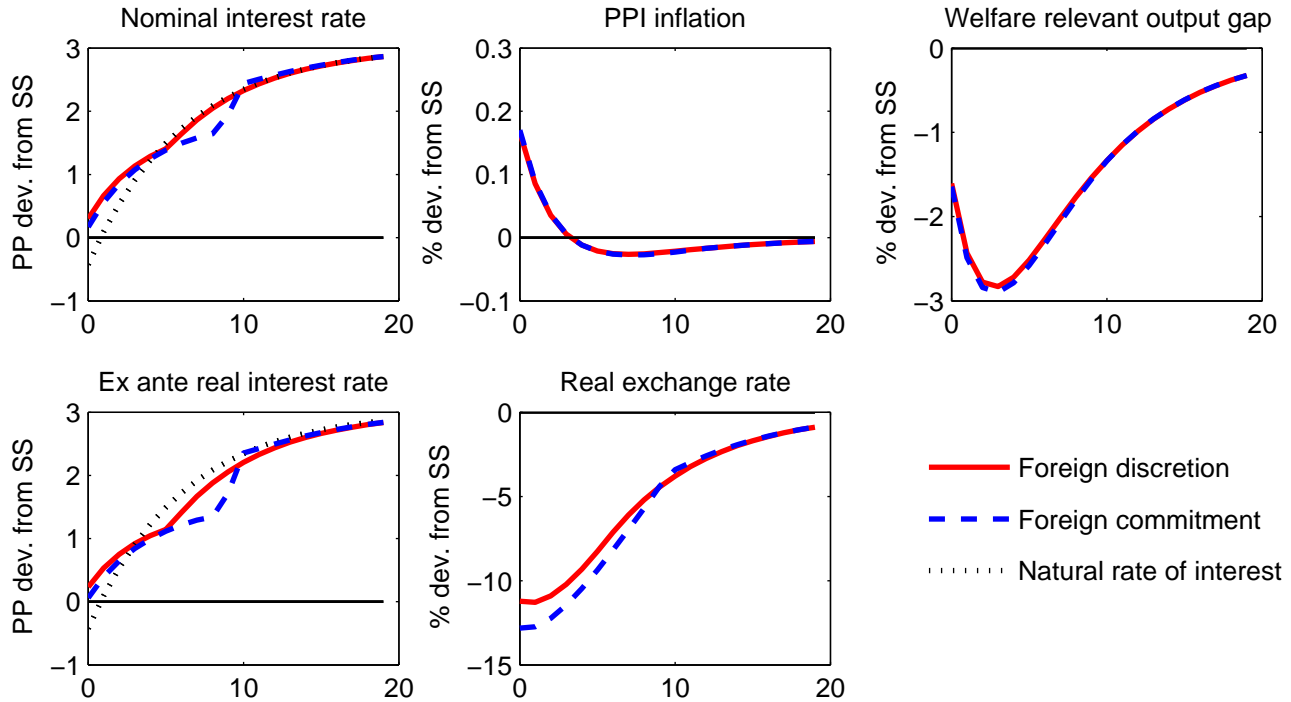 Nominal interest rate
PP dev. from SS
3
2
1
0
−1
0 10 20
PPI inflation
% dev. from SS
0.3
0.2
0.1
0
−0.1
0 10 20
Welfare relevant output gap
% dev. from SS
0
−1
−2
−3
0 10 20
Ex ante real interest rate
PP dev. from SS
3
2
1
0
−1
0 10 20
Real exchange rate
% dev. from SS
0
−5
−10
−15
0 10 20
Foreign discretion
Foreign commitment
Natural rate of interest